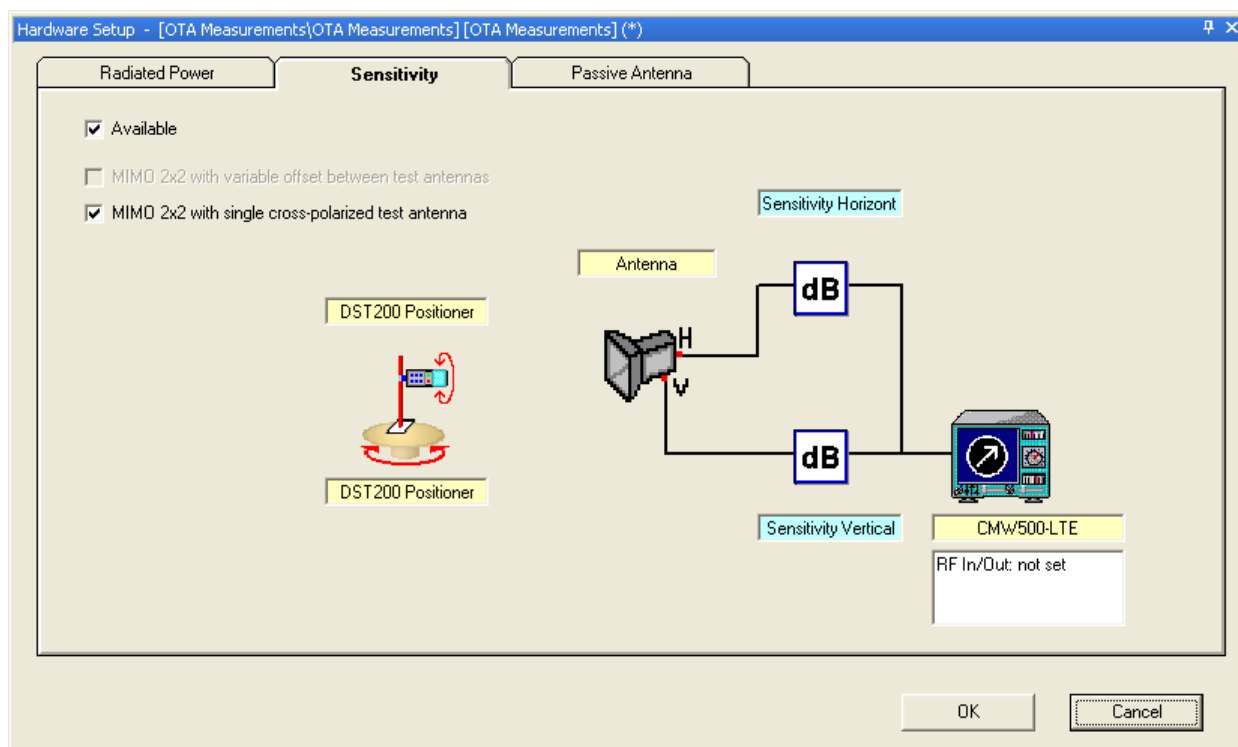 Hardware Setup - [OTA Measurements\OTA Measurements] [OTA Measurements] (*)
Radiated Power
Sensitivity
Passive Antenna
Available
MIMO 2x2 with variable offset between test antennas
MIMO 2x2 with single cross-polarized test antenna
Sensitivity Horizont
Antenna
dB
DST200 Positioner
H
V
dB
DST200 Positioner
Sensitivity Vertical
CMW500-LTE
RF In/Out: not set
OK
Cancel